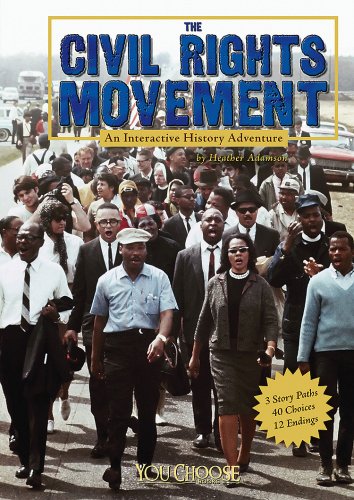 THE
CIVIL RIGHTS
MOVEMENT
An Interactive History Adventure
by Heather Adamson
3 Story Paths
40 Choices
12 Endings
YOU CHOOSE
BOOKS